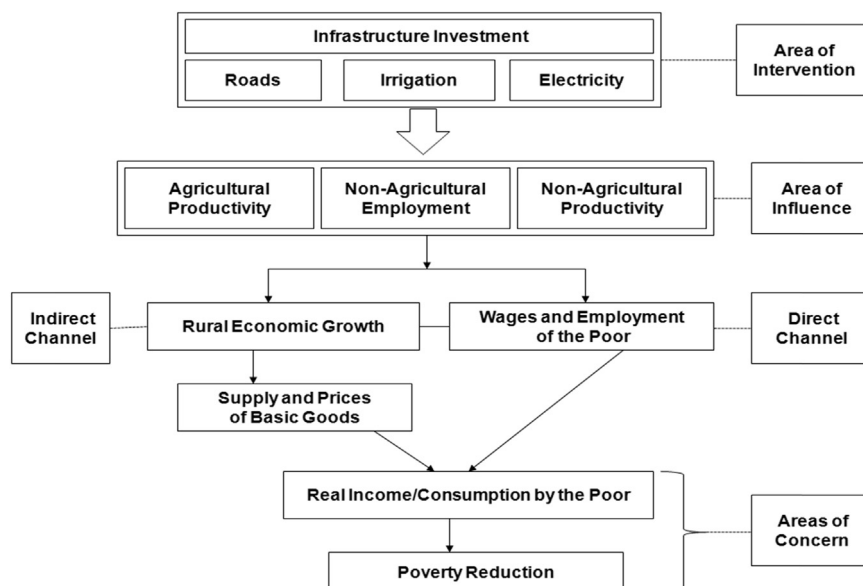 Infrastructure Investment
Roads
Irrigation
Electricity
Area of
Intervention
Agricultural
Productivity
Non-Agricultural
Employment
Non-Agricultural
Productivity
Area of
Influence
Indirect
Channel
Rural Economic Growth
Wages and Employment
of the Poor
Direct
Channel
Supply and Prices
of Basic Goods
Real Income/Consumption by the Poor
Areas of
Concern
Poverty Reduction